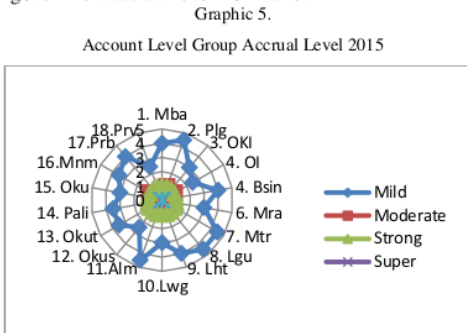 Graphic 5.
Account Level Group Accrual Level 2015
1. Mba
2. Plg
3. OKI
4. OI
4. Bsin
6. Mra
7. Mtr
8. Lgu
9. Lht
10.Lwg
11.Alm
12. Okus
13. Okut
14. Pali
15. Oku
16.Mnm
17.Prb
18.Prv
5
4
3
2
1
0
Mild
Moderate
Strong
Super